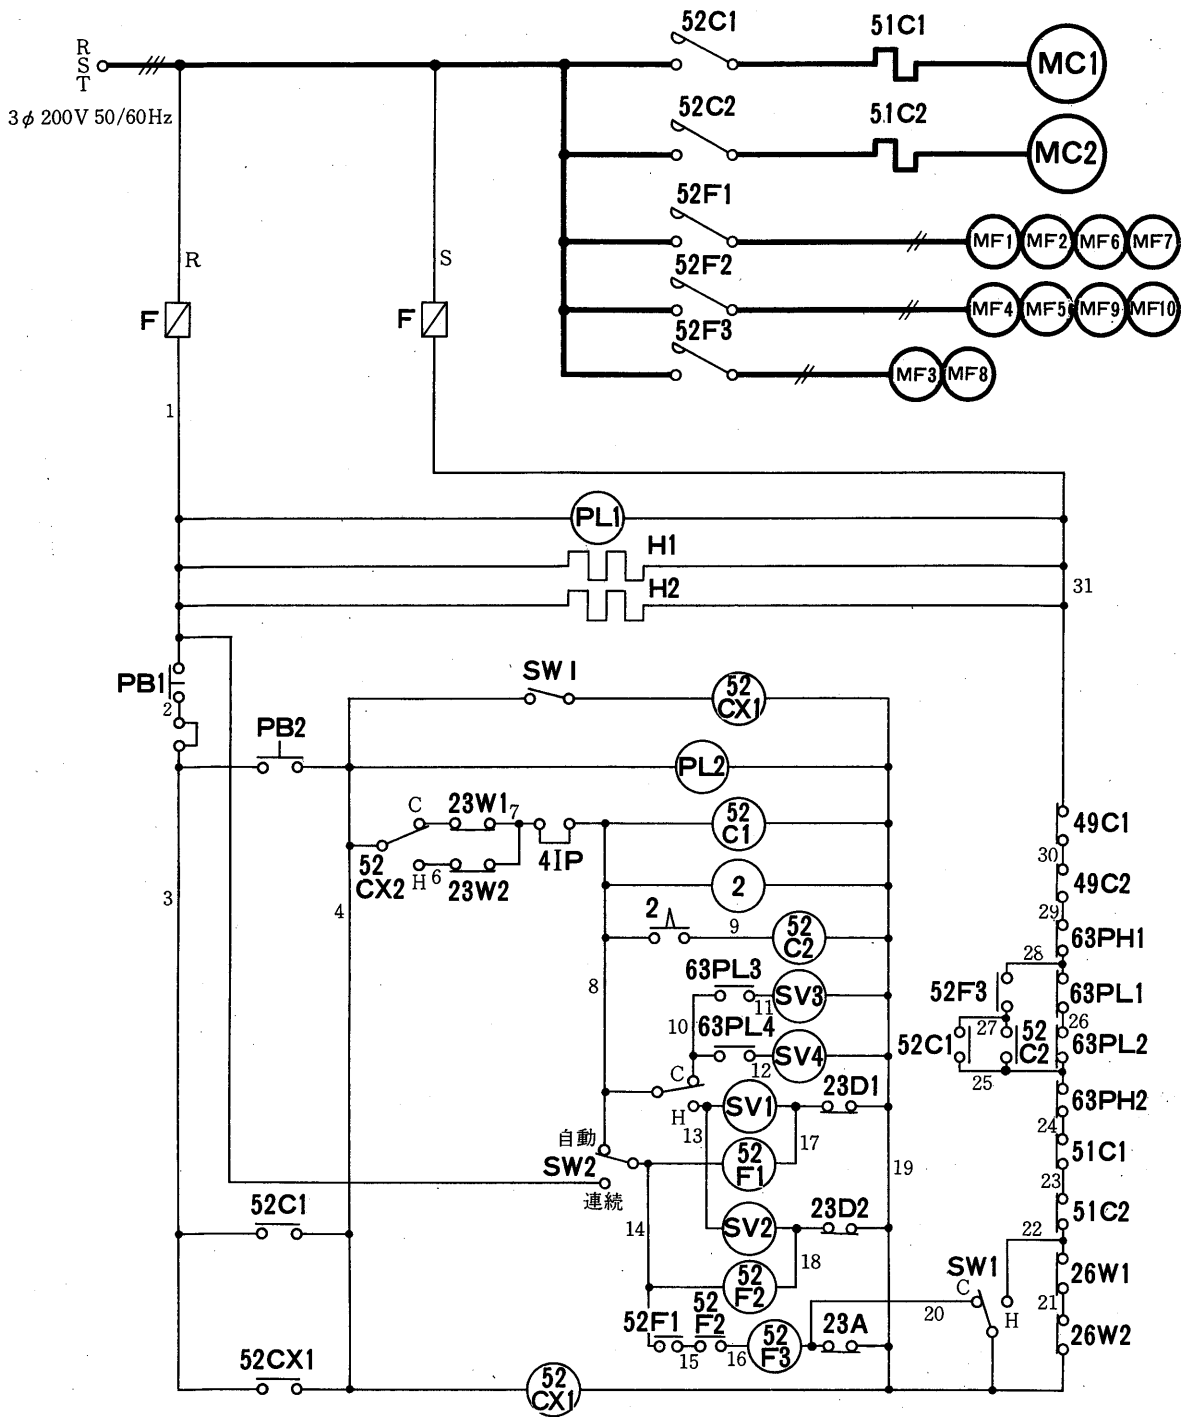 52C1
51C1
R
S
T
MC1
3φ 200V 50/60Hz
52C2
51C2
MC2
52F1
MF1
MF2
MF6
MF7
R
S
52F2
MF4
MF5
MF9
MF10
F
F
52F3
MF3
MF8
1
PL1
H1
H2
31
PB1
2
SW1
52
CX1
PB2
PL2
C
23W1
7
52
C1
49C1
52
CX2
H
6
23W2
41P
30
49C2
3
4
2
2
9
52
C2
29
63PH1
28
8
63PL3
11
SV3
52F3
63PL1
10
63PL4
12
SV4
52C1
27
52
C2
26
63PL2
25
C
H
13
SV1
17
23D1
63PH2
24
自動
SW2
連続
52
F1
19
51C1
23
52C1
14
SV2
18
23D2
51C2
22
52
F2
SW1
C
H
26W1
21
52F1
15
52
F2
16
52
F3
23A
20
26W2
52CX1
52
CX1